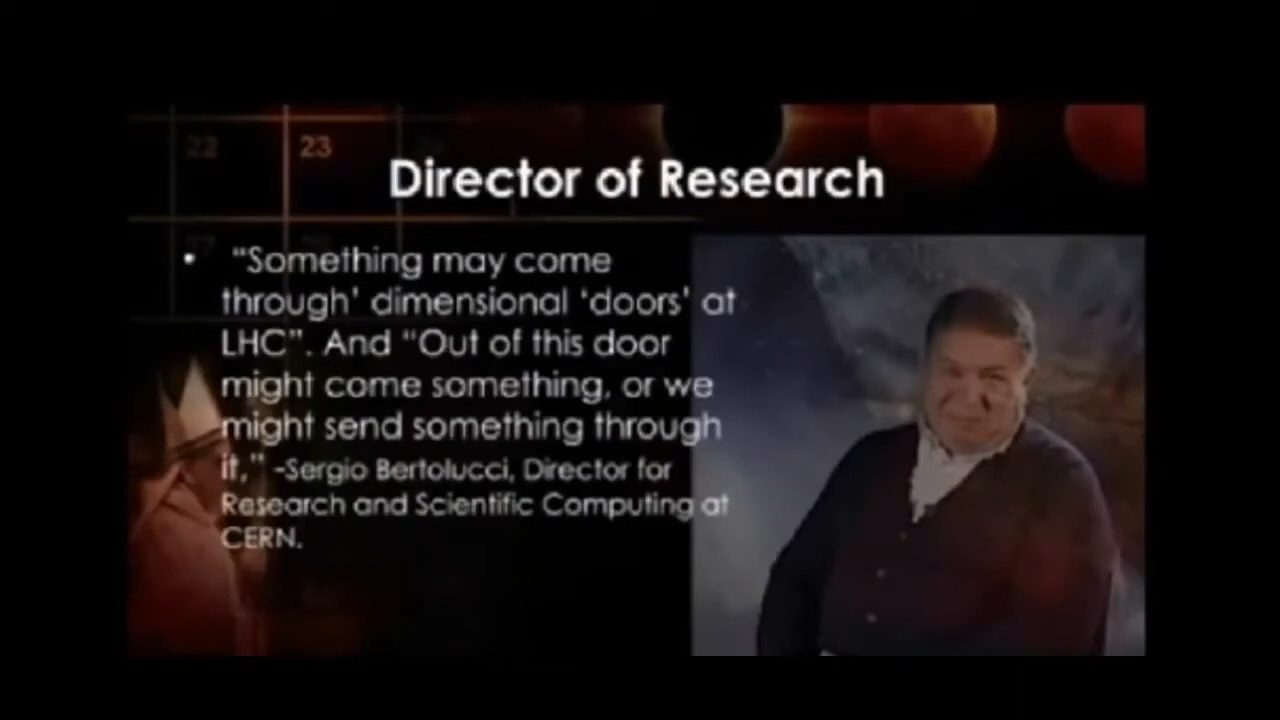 22 23
Director of Research
• “Something may come
through’ dimensional ‘doors’ at
LHC”. And “Out of this door
might come something, or we
might send something through
it,” -Sergio Bertolucci, Director for
Research and Scientific Computing at
CERN.